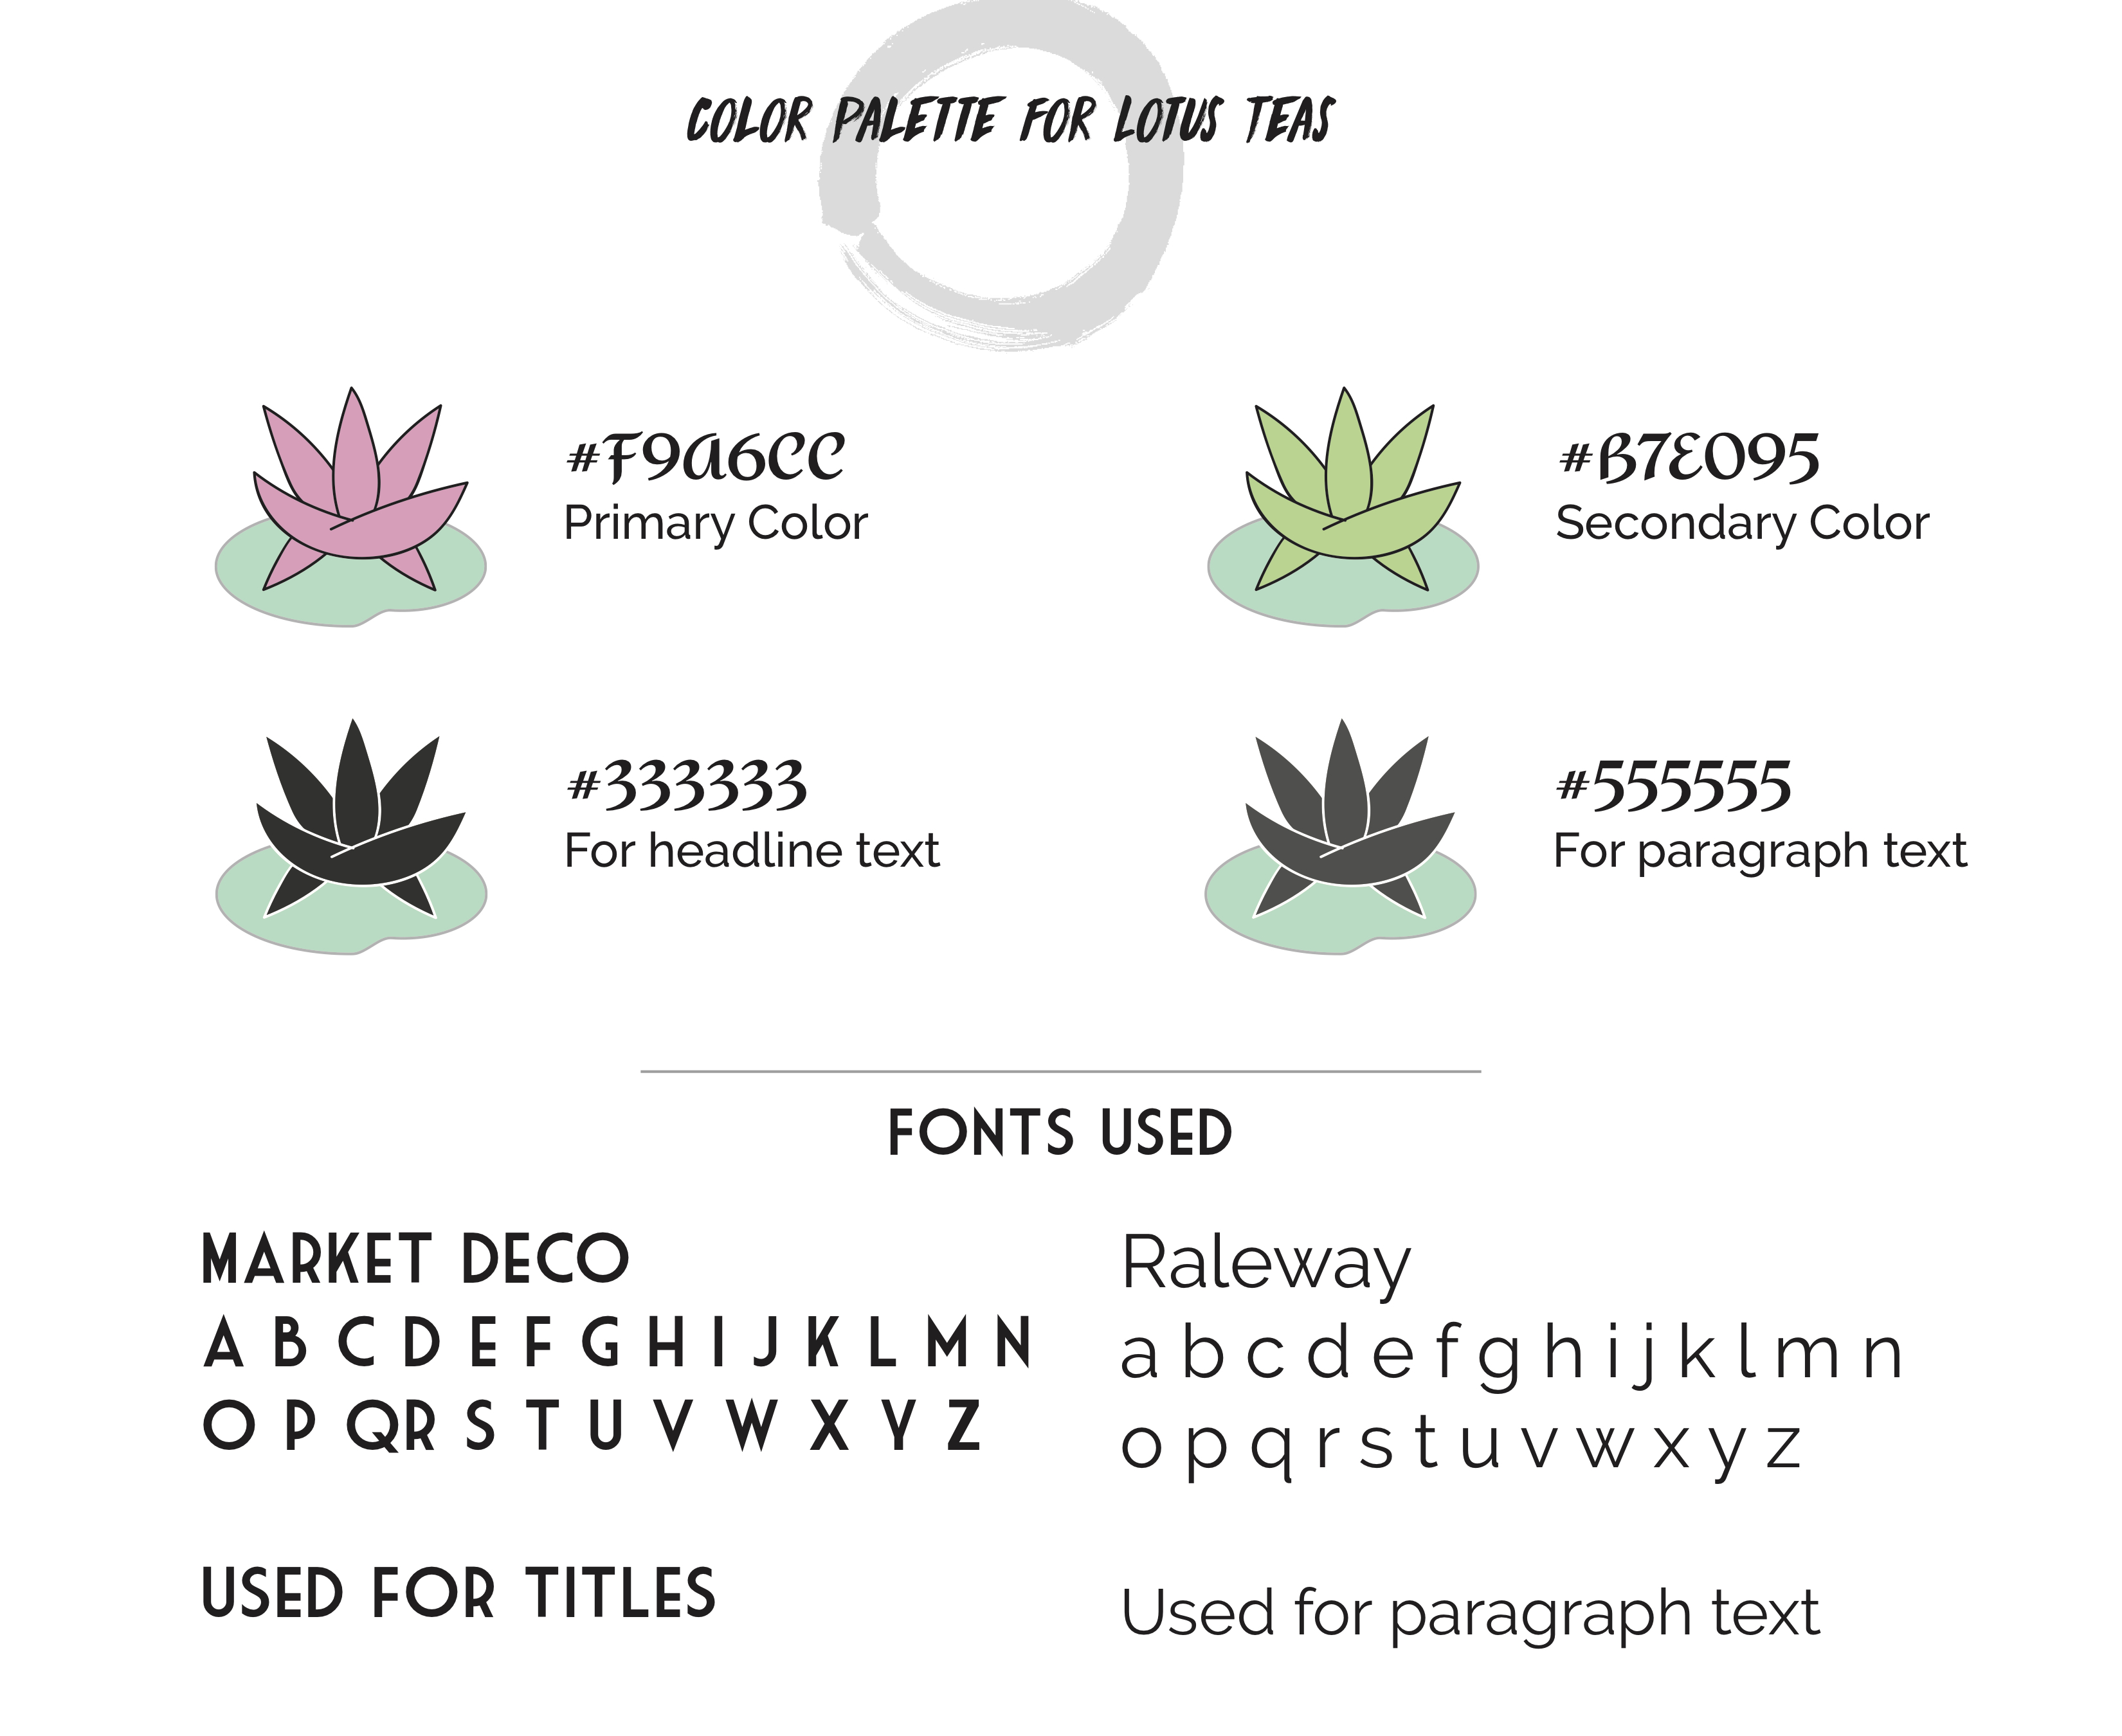 COLOR PALETTE FOR LOTUS TEAS
#F9A6CC
Primary Color
#B7E095
Secondary Color
#333333
For headline text
#555555
For paragraph text
FONTS USED
MARKET DECO
A B C D E F G H I J K L M N
O P Q R S T U V W X Y Z
USED FOR TITLES
Raleway
a b c d e f g h i j k l m n
o p q r s t u v w x y z
Used for paragraph text